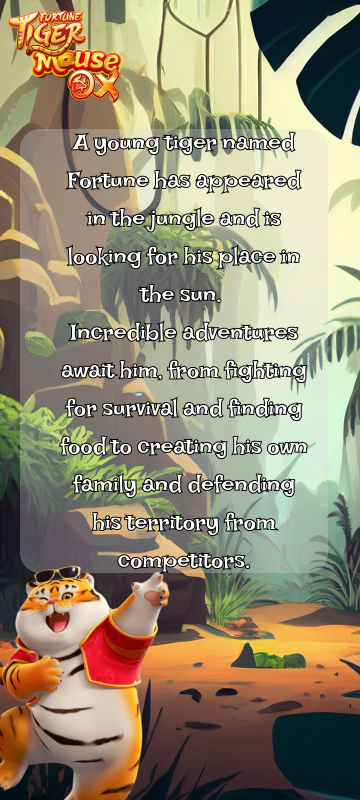 FORTUNE
TIGER
Mouse
OX
A young tiger named
Fortune has appeared
in the jungle and is
looking for his place in
the sun.
Incredible adventures
await him, from fighting
for survival and finding
food to creating his own
family and defending
his territory from
competitors.